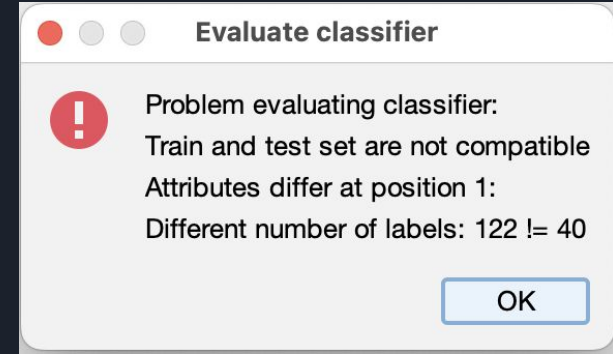 Evaluate classifier
Problem evaluating classifier:
Train and test set are not compatible
Attributes differ at position 1:
Different number of labels: 122 != 40
OK